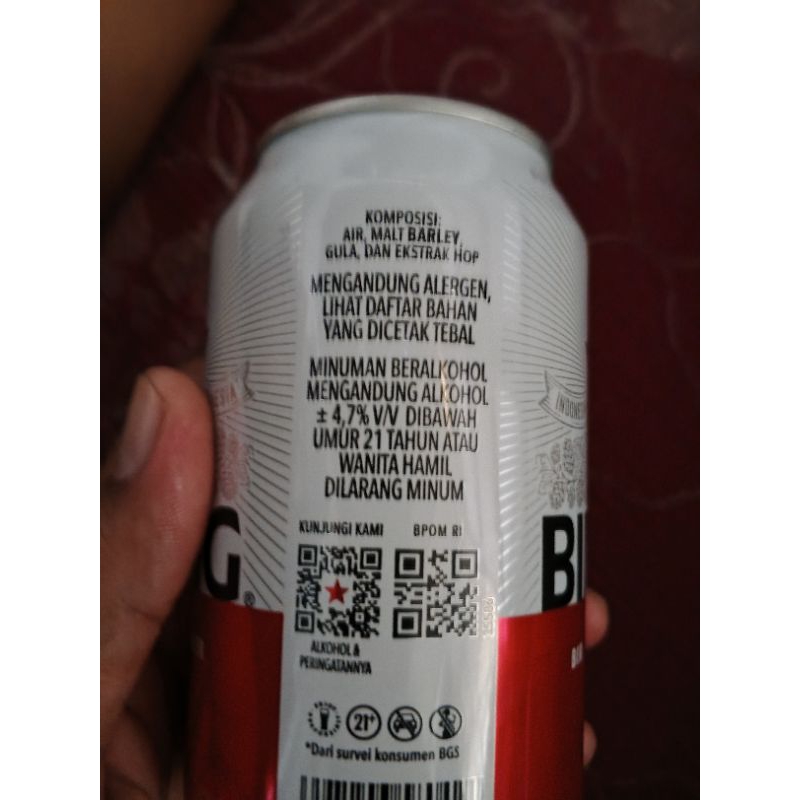 KOMPOSISI:
AIR, MALT BARLEY,
GULA, DAN EKSTRAK HOP
MENGANDUNG ALERGEN,
LIHAT DAFTAR BAHAN
YANG DICETAK TEBAL
MINUMAN BERALKOHOL
MENGANDUNG ALKOHOL
± 4,7% V/V DIBAWAH
UMUR 21 TAHUN ATAU
WANITA HAMIL
DILARANG MINUM
KUNJUNGI KAMI
BPOM RI
ALKOHOL &
PERINGATANNYA
21+
*Dari survei konsumen BGS
G®
BI